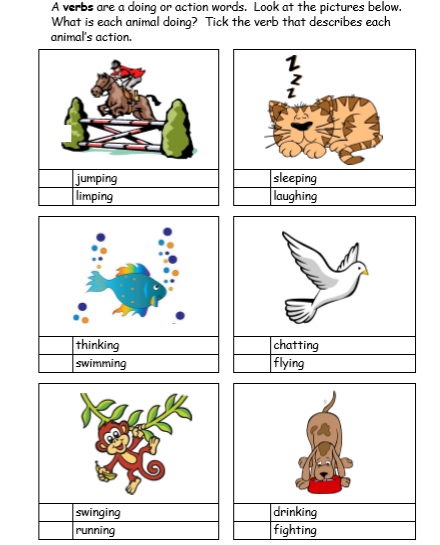 A verbs are a doing or action words. Look at the pictures below.
What is each animal doing? Tick the verb that describes each
animal's action.
z
z
z
jumping
limping
sleeping
laughing
thinking
swimming
chatting
flying
swinging
running
drinking
fighting